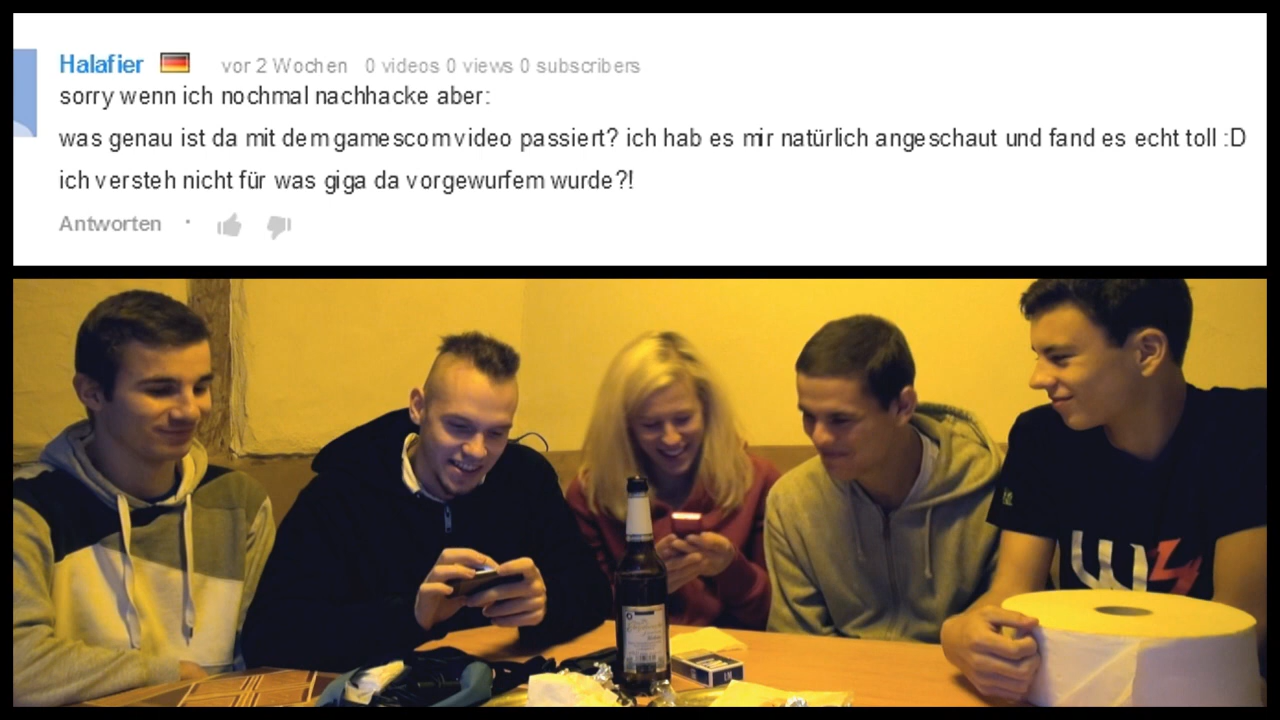 Halafier vor 2 Wochen 0 videos 0 views 0 subscribers
sorry wenn ich nochmal nachhacke aber:
was genau ist da mit dem gamescom video passiert? ich hab es mir natürlich angeschaut und fand es echt toll :D
ich versteh nicht für was giga da vorgewurfem wurde?!
Antworten ·